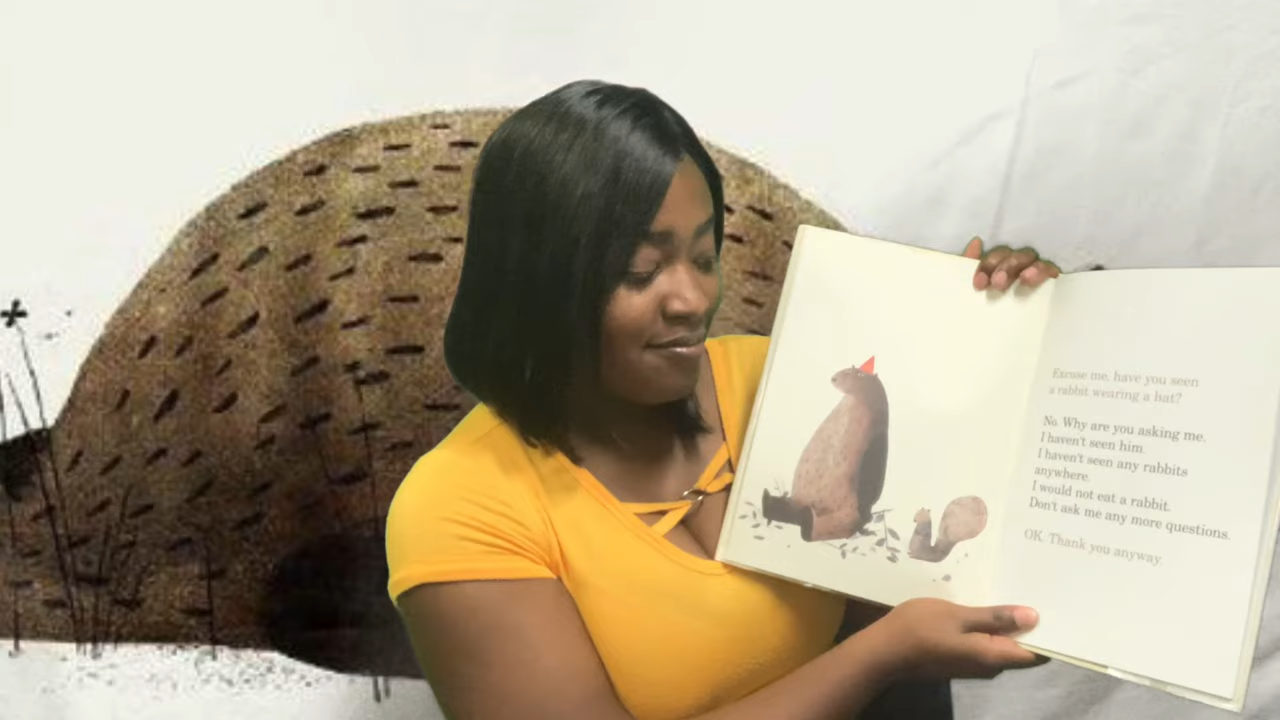 Excuse me, have you seen
a rabbit wearing a hat?
No. Why are you asking me.
I haven't seen him.
I haven't seen any rabbits
anywhere.
I would not eat a rabbit.
Don't ask me any more questions.
OK. Thank you anyway.